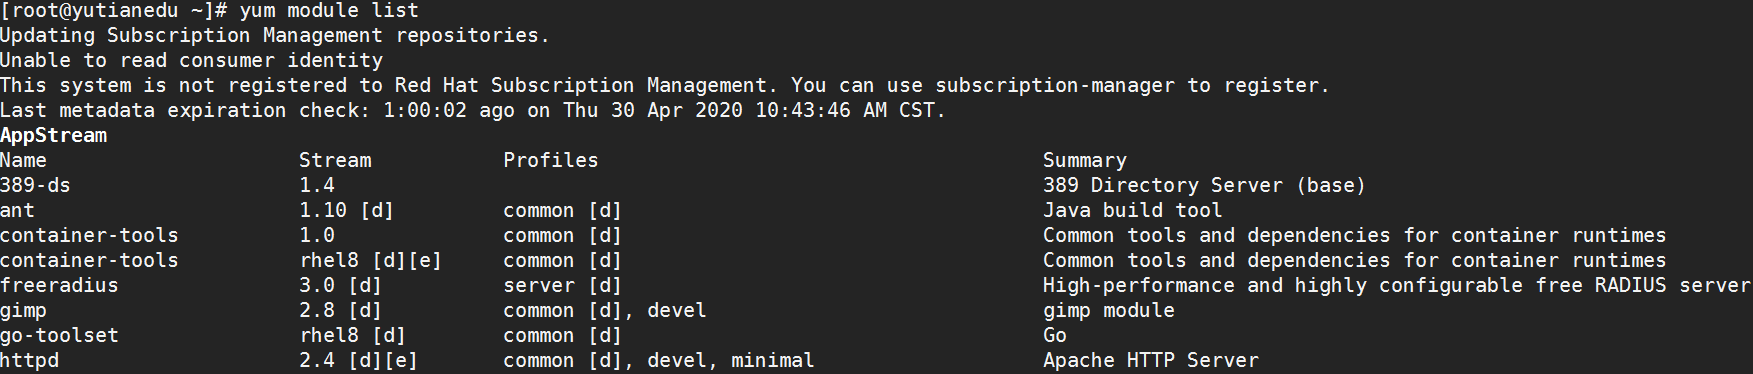 [root@yutianedu ~]# yum module list
Updating Subscription Management repositories.
Unable to read consumer identity
This system is not registered to Red Hat Subscription Management. You can use subscription-manager to register.
Last metadata expiration check: 1:00:02 ago on Thu 30 Apr 2020 10:43:46 AM CST.
AppStream
Name Stream Profiles Summary
389-ds 1.4 389 Directory Server (base)
ant 1.10 [d] common [d] Java build tool
container-tools 1.0 common [d] Common tools and dependencies for container runtimes
container-tools rhel8 [d][e] common [d] Common tools and dependencies for container runtimes
freeradius 3.0 [d] server [d] High-performance and highly configurable free RADIUS server
gimp 2.8 [d] common [d], devel gimp module
go-toolset rhel8 [d] common [d] Go
httpd 2.4 [d][e] common [d], devel, minimal Apache HTTP Server